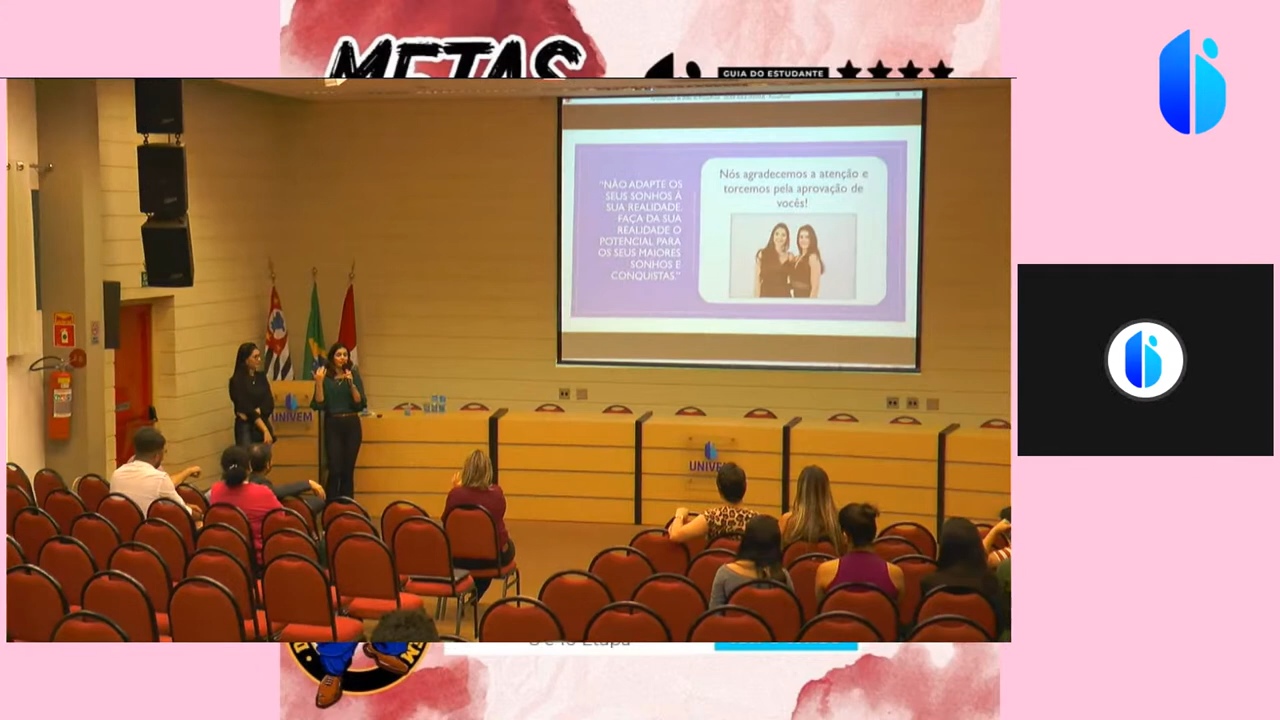 METAS
GUIA DO ESTUDANTE
"NÃO ADAPTE OS
SEUS SONHOS À
SUA REALIDADE.
FAÇA DA SUA
REALIDADE O
POTENCIAL PARA
OS SEUS MAIORES
SONHOS E
CONQUISTAS."
Nós agradecemos a atenção e
torcemos pela aprovação de
vocês!
UNIVEM
UNIVEM